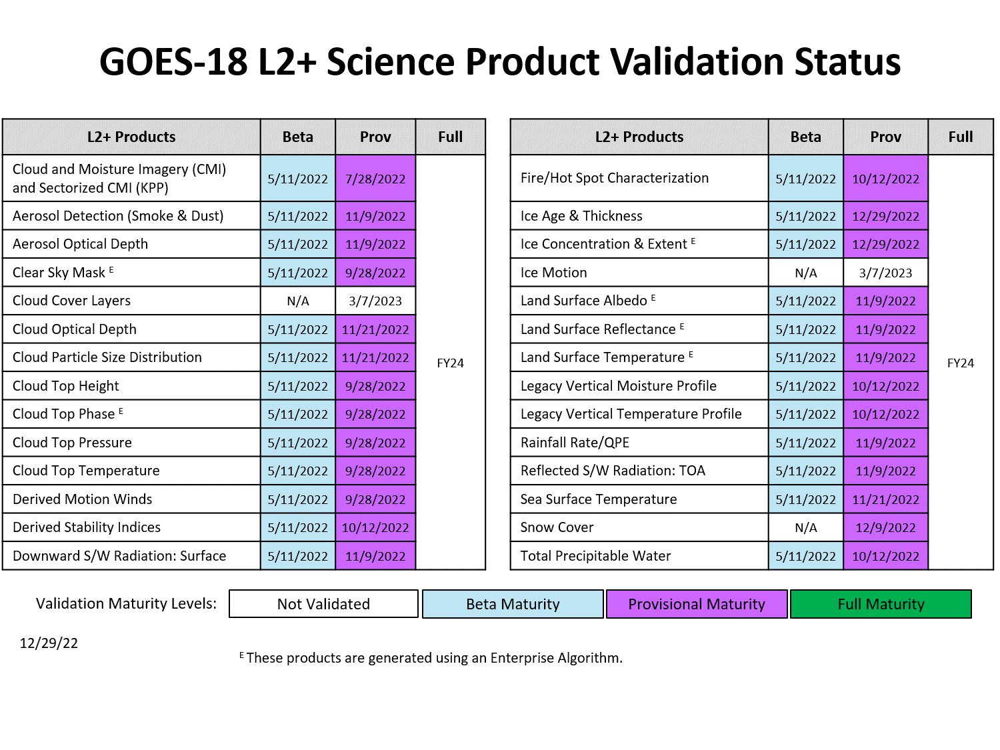 GOES-18 L2+ Science Product Validation Status
L2+ Products Beta Prov Full
Cloud and Moisture Imagery (CMI)
and Sectorized CMI (KPP) 5/11/2022 7/28/2022
Aerosol Detection (Smoke & Dust) 5/11/2022 11/9/2022
Aerosol Optical Depth 5/11/2022 11/9/2022
Clear Sky Mask E 5/11/2022 9/28/2022
Cloud Cover Layers N/A 3/7/2023
Cloud Optical Depth 5/11/2022 11/21/2022
Cloud Particle Size Distribution 5/11/2022 11/21/2022
FY24
Cloud Top Height 5/11/2022 9/28/2022
Cloud Top Phase E 5/11/2022 9/28/2022
Cloud Top Pressure 5/11/2022 9/28/2022
Cloud Top Temperature 5/11/2022 9/28/2022
Derived Motion Winds 5/11/2022 9/28/2022
Derived Stability Indices 5/11/2022 10/12/2022
Downward S/W Radiation: Surface 5/11/2022 11/9/2022
L2+ Products Beta Prov Full
Fire/Hot Spot Characterization 5/11/2022 10/12/2022
Ice Age & Thickness 5/11/2022 12/29/2022
Ice Concentration & Extent E 5/11/2022 12/29/2022
Ice Motion N/A 3/7/2023
Land Surface Albedo E 5/11/2022 11/9/2022
Land Surface Reflectance E 5/11/2022 11/9/2022
Land Surface Temperature E 5/11/2022 11/9/2022
FY24
Legacy Vertical Moisture Profile 5/11/2022 10/12/2022
Legacy Vertical Temperature Profile 5/11/2022 10/12/2022
Rainfall Rate/QPE 5/11/2022 11/9/2022
Reflected S/W Radiation: TOA 5/11/2022 11/9/2022
Sea Surface Temperature 5/11/2022 11/21/2022
Snow Cover N/A 12/9/2022
Total Precipitable Water 5/11/2022 10/12/2022
Validation Maturity Levels: Not Validated Beta Maturity Provisional Maturity Full Maturity
12/29/22
E These products are generated using an Enterprise Algorithm.